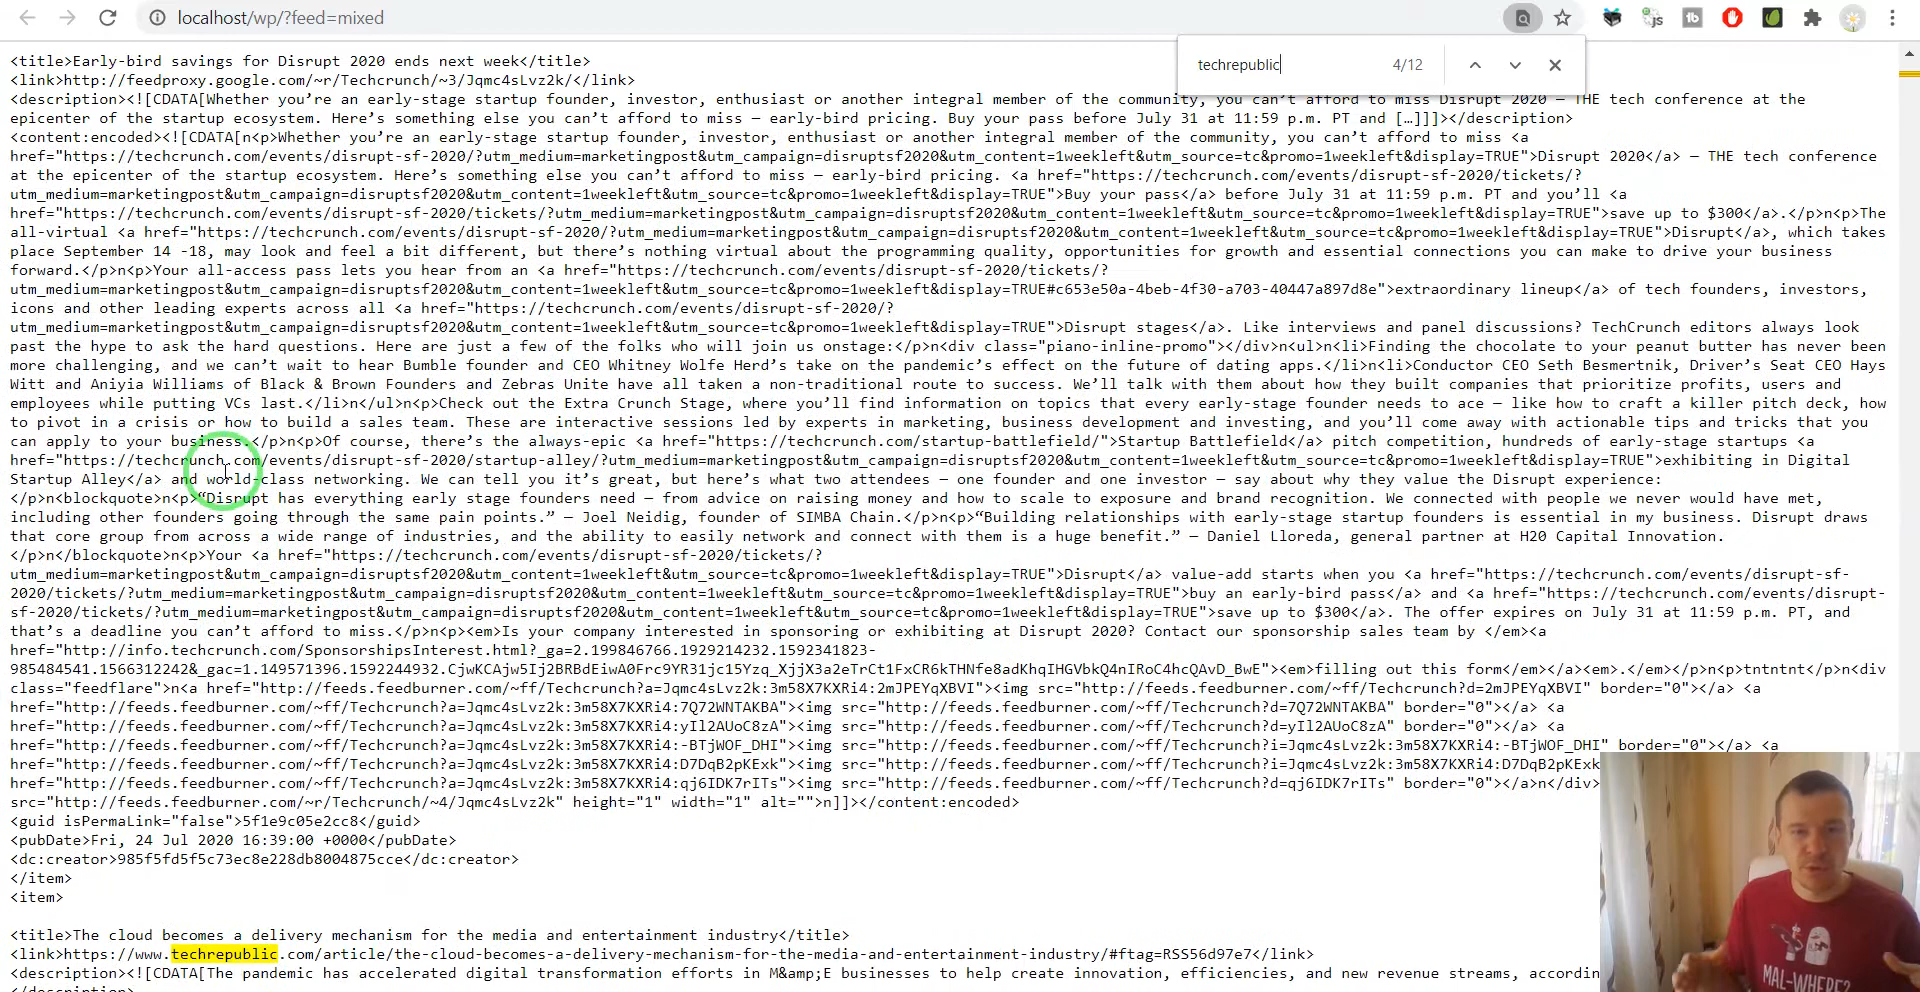 localhost/wp/?feed=mixed
techrepublic
4/12
<title>Early-bird savings for Disrupt 2020 ends next week</title>
<link>http://feedproxy.google.com/~r/Techcrunch/~3/Jqmc4sLvz2k/</link>
<description><![CDATA[Whether you’re an early-stage startup founder, investor, enthusiast or another integral member of the community, you can’t afford to miss Disrupt 2020 — THE tech conference at the
epicenter of the startup ecosystem. Here’s something else you can’t afford to miss — early-bird pricing. Buy your pass before July 31 at 11:59 p.m. PT and […]]]></description>
<content:encoded><![CDATA[n<p>Whether you’re an early-stage startup founder, investor, enthusiast or another integral member of the community, you can’t afford to miss <a
href="https://techcrunch.com/events/disrupt-sf-2020/?utm_medium=marketingpost&utm_campaign=disruptsf2020&utm_content=1weekleft&utm_source=tc&promo=1weekleft&display=TRUE">Disrupt 2020</a> — THE tech conference
at the epicenter of the startup ecosystem. Here’s something else you can’t afford to miss — early-bird pricing. <a href="https://techcrunch.com/events/disrupt-sf-2020/tickets/?
utm_medium=marketingpost&utm_campaign=disruptsf2020&utm_content=1weekleft&utm_source=tc&promo=1weekleft&display=TRUE">Buy your pass</a> before July 31 at 11:59 p.m. PT and you’ll <a
href="https://techcrunch.com/events/disrupt-sf-2020/tickets/?utm_medium=marketingpost&utm_campaign=disruptsf2020&utm_content=1weekleft&utm_source=tc&promo=1weekleft&display=TRUE">save up to $300</a>.</p>n<p>The
all-virtual <a href="https://techcrunch.com/events/disrupt-sf-2020/?utm_medium=marketingpost&utm_campaign=disruptsf2020&utm_content=1weekleft&utm_source=tc&promo=1weekleft&display=TRUE">Disrupt</a>, which takes
place September 14 -18, may look and feel a bit different, but there’s nothing virtual about the programming quality, opportunities for growth and essential connections you can make to drive your business
forward.</p>n<p>Your all-access pass lets you hear from an <a href="https://techcrunch.com/events/disrupt-sf-2020/tickets/?
utm_medium=marketingpost&utm_campaign=disruptsf2020&utm_content=1weekleft&utm_source=tc&promo=1weekleft&display=TRUE#c653e50a-4beb-4f30-a703-40447a897d8e">extraordinary lineup</a> of tech founders, investors,
icons and other leading experts across all <a href="https://techcrunch.com/events/disrupt-sf-2020/?
utm_medium=marketingpost&utm_campaign=disruptsf2020&utm_content=1weekleft&utm_source=tc&promo=1weekleft&display=TRUE">Disrupt stages</a>. Like interviews and panel discussions? TechCrunch editors always look
past the hype to ask the hard questions. Here are just a few of the folks who will join us onstage:</p>n<div class="piano-inline-promo"></div>n<ul>n<li>Finding the chocolate to your peanut butter has never been
more challenging, and we can’t wait to hear Bumble founder and CEO Whitney Wolfe Herd’s take on the pandemic’s effect on the future of dating apps.</li>n<li>Conductor CEO Seth Besmertnik, Driver’s Seat CEO Hays
Witt and Aniyia Williams of Black & Brown Founders and Zebras Unite have all taken a non-traditional route to success. We’ll talk with them about how they built companies that prioritize profits, users and
employees while putting VCs last.</li>n</ul>n<p>Check out the Extra Crunch Stage, where you’ll find information on topics that every early-stage founder needs to ace — like how to craft a killer pitch deck, how
to pivot in a crisis or how to build a sales team. These are interactive sessions led by experts in mrketing, business development and investing, and you’ll come away with actionable tips and tricks that you
can apply to your business.</p>n<p>Of course, there’s the always-epic <a href="https://techcrunch.com/startup-battlefield/">Startup Battlefield</a> pitch competition, hundreds of early-stage startups <a
href="https://techcrunch.com/events/disrupt-sf-2020/startup-alley/?utm_medium=marketingpost&utm_campaign=disruptsf2020&utm_content=1weekleft&utm_source=tc&promo=1weekleft&display=TRUE">exhibiting in Digital
Startup Alley</a> and world-class networking. We can tell you it’s great, but here’s what two attendees — one founder and one investor — say about why they value the Disrupt experience:
</p>n<blockquote>n<p>“Disrupt has everything early stage founders need — from advice on raising money and how to scale to exposure and brand recognition. We connected with people we never would have met,
including other founders going through the same pain points.” — Joel Neidig, founder of SIMBA Chain.</p>n<p>“Building relationships with early-stage startup founders is essential in my business. Disrupt draws
that core group from across a wide range of industries, and the ability to easily network and connect with them is a huge benefit.” — Daniel Lloreda, general partner at H20 Capital Innovation.
</p>n</blockquote>n<p>Your <a href="https://techcrunch.com/events/disrupt-sf-2020/tickets/?
utm_medium=marketingpost&utm_campaign=disruptsf2020&utm_content=1weekleft&utm_source=tc&promo=1weekleft&display=TRUE">Disrupt</a> value-add starts when you <a href="https://techcrunch.com/events/disrupt-sf-
2020/tickets/?utm_medium=marketingpost&utm_campaign=disruptsf2020&utm_content=1weekleft&utm_source=tc&promo=1weekleft&display=TRUE">buy an early-bird pass</a> and <a href="https://techcrunch.com/events/disrupt-
sf-2020/tickets/?utm_medium=marketingpost&utm_campaign=disruptsf2020&utm_content=1weekleft&utm_source=tc&promo=1weekleft&display=TRUE">save up to $300</a>. The offer expires on July 31 at 11:59 p.m. PT, and
that’s a deadline you can’t afford to miss.</p>n<p><em>Is your company interested in sponsoring or exhibiting at Disrupt 2020? Contact our sponsorship sales team by </em><a
href="http://info.techcrunch.com/SponsorshipsInterest.html?_ga=2.199846766.1929214232.1592341823-
985484541.1566312242&_gac=1.149571396.1592244932.CjwKCAjw5Ij2BRBdEiwA0Frc9YR31jc15Yzq_XjjX3a2eTrCt1FxCR6kTHNfe8adKhqIHGVbkQ4nIRoC4hcQAvD_BwE"><em>filling out this form</em></a><em>.</em></p>n<p>tntntnt</p>n<div
class="feedflare">n<a href="http://feeds.feedburner.com/~ff/Techcrunch?a=Jqmc4sLvz2k:3m58X7KXRi4:2mJPEYqXBVI"><img src="http://feeds.feedburner.com/~ff/Techcrunch?d=2mJPEYqXBVI" border="0"></a> <a
href="http://feeds.feedburner.com/~ff/Techcrunch?a=Jqmc4sLvz2k:3m58X7KXRi4:7Q72WNTAKBA"><img src="http://feeds.feedburner.com/~ff/Techcrunch?d=7Q72WNTAKBA" border="0"></a> <a
href="http://feeds.feedburner.com/~ff/Techcrunch?a=Jqmc4sLvz2k:3m58X7KXRi4:yIl2AUoC8zA"><img src="http://feeds.feedburner.com/~ff/Techcrunch?d=yIl2AUoC8zA" border="0"></a> <a
href="http://feeds.feedburner.com/~ff/Techcrunch?a=Jqmc4sLvz2k:3m58X7KXRi4:-BTjWOF_DHI"><img src="http://feeds.feedburner.com/~ff/Techcrunch?i=Jqmc4sLvz2k:3m58X7KXRi4:-BTjWOF_DHI" border="0"></a> <a
href="http://feeds.feedburner.com/~ff/Techcrunch?a=Jqmc4sLvz2k:3m58X7KXRi4:D7DqB2pKExk"><img src="http://feeds.feedburner.com/~ff/Techcrunch?i=Jqmc4sLvz2k:3m58X7KXRi4:D7DqB2pKExk
href="http://feeds.feedburner.com/~ff/Techcrunch?a=Jqmc4sLvz2k:3m58X7KXRi4:qj6IDK7rITs"><img src="http://feeds.feedburner.com/~ff/Techcrunch?d=qj6IDK7rITs" border="0"></a>n</div>
src="http://feeds.feedburner.com/~r/Techcrunch/~4/Jqmc4sLvz2k" height="1" width="1" alt="">n]]></content:encoded>
<guid isPermaLink="false">5f1e9c05e2cc8</guid>
<pubDate>Fri, 24 Jul 2020 16:39:00 +0000</pubDate>
<dc:creator>985f5fd5f5c73ec8e228db8004875cce</dc:creator>
</item>
<item>
<title>The cloud becomes a delivery mechanism for the media and entertainment industry</title>
<link>https://www.techrepublic.com/article/the-cloud-becomes-a-delivery-mechanism-for-the-media-and-entertainment-industry/#ftag=RSS56d97e7</link>
<description><![CDATA[The pandemic has accelerated digital transformation efforts in M&amp;E businesses to help create innovation, efficiencies, and new revenue streams, accordin
MAL-WHERE?